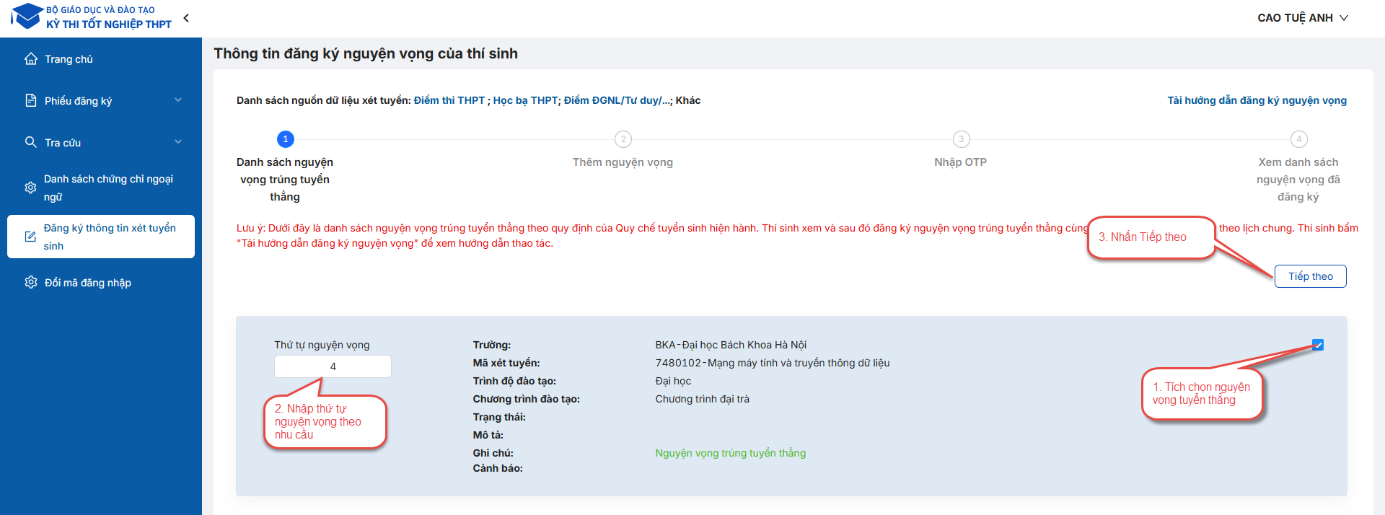 BỘ GIÁO DỤC VÀ ĐÀO TẠO
KỲ THI TỐT NGHIỆP THPT
CAO TUỆ ANH
Trang chủ
Phiếu đăng ký
Tra cứu
Danh sách chứng chỉ ngoại
ngữ
Đăng ký thông tin xét tuyển
sinh
Đổi mã đăng nhập
Thông tin đăng ký nguyện vọng của thí sinh
Danh sách nguồn dữ liệu xét tuyển: Điểm thi THPT ; Học bạ THPT; Điểm ĐGNL/Tư duy/...; Khác
Tải hướng dẫn đăng ký nguyện vọng
1
2
3
4
Danh sách nguyện
vọng trúng tuyển
thẳng
Thêm nguyện vọng
Nhập OTP
Xem danh sách
nguyện vọng đã
đăng ký
Lưu ý: Dưới đây là danh sách nguyện vọng trúng tuyển thẳng theo quy định của Quy chế tuyển sinh hiện hành. Thí sinh xem và sau đó đăng ký nguyện vọng trúng tuyển thẳng cùng theo lịch chung. Thí sinh bấm
"Tải hướng dẫn đăng ký nguyện vọng" để xem hướng dẫn thao tác.
3. Nhấn Tiếp theo
Tiếp theo
Thứ tự nguyện vọng
4
2. Nhập thứ tự
nguyện vọng theo
nhu cầu
Trường: BKA-Đại học Bách Khoa Hà Nội
Mã xét tuyển: 7480102-Mạng máy tính và truyền thông dữ liệu
Trình độ đào tạo: Đại học
Chương trình đào tạo: Chương trình đại trà
Trạng thái:
Mô tả:
Ghi chú: Nguyện vọng trúng tuyển thẳng
Cảnh báo:
1. Tích chọn nguyện
vọng tuyển thẳng